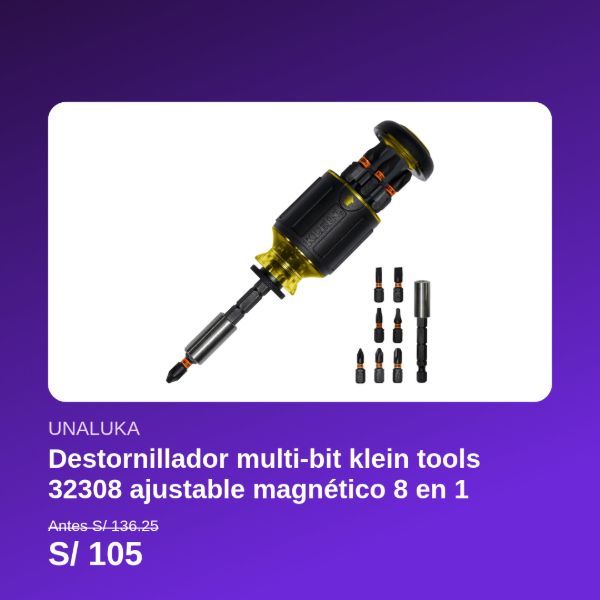 UNALUKA
Destornillador multi-bit klein tools
32308 ajustable magnético 8 en 1
Antes S/ 136.25
S/ 105